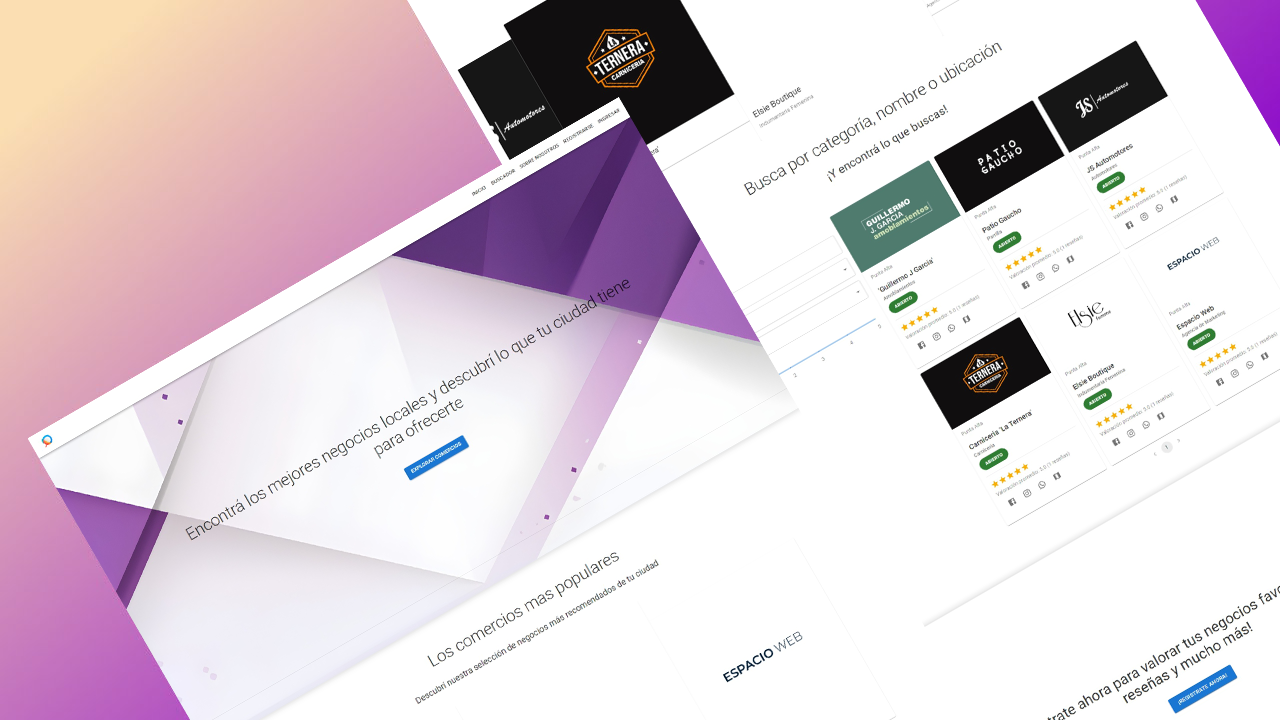 TERNERA
CARNICERIA
Automotores
Elsie Boutique
Indumentaria Femenina
INICIO BUSCADOR SOBRE NOSOTROS REGISTRARSE INGRESAR
Encontrá los mejores negocios locales y descubrí lo que tu ciudad tiene
para ofrecerte
EXPLORAR COMERCIOS
Los comercios mas populares
Descubrí nuestra selección de negocios más recomendados de tu ciudad
ESPACIO WEB
Busca por categoría, nombre o ubicación
¡Y encontrá lo que buscas!
2 3 4 5
GUILLERMO
J. GARCIA
amoblamientos
Punta Alta
'Guillermo J Garcia'
Amoblamientos
ABIERTO
Valoración promedio: 5.0 (1 reseñas)
PATIO
GAUCHO
Punta Alta
Patio Gaucho
Parrilla
ABIERTO
Valoración promedio: 5.0 (1 reseñas)
JS Automotores
Punta Alta
JS Automotores
Automotores
ABIERTO
Valoración promedio: 5.0 (1 reseñas)
TERNERA
CARNICERIA
Punta Alta
Carnicería 'La Ternera'
Carnicería
ABIERTO
Valoración promedio: 5.0 (1 reseñas)
Elsie
Punta Alta
Elsie Boutique
Indumentaria Femenina
ABIERTO
Valoración promedio: 5.0 (1 reseñas)
ESPACIO WEB
Punta Alta
Espacio Web
Agencia de Marketing
ABIERTO
Valoración promedio: 5.0 (1 reseñas)
1
trate ahora para valorar tus negocios favo
reseñas y mucho más!
¡REGISTRATE AHORA!